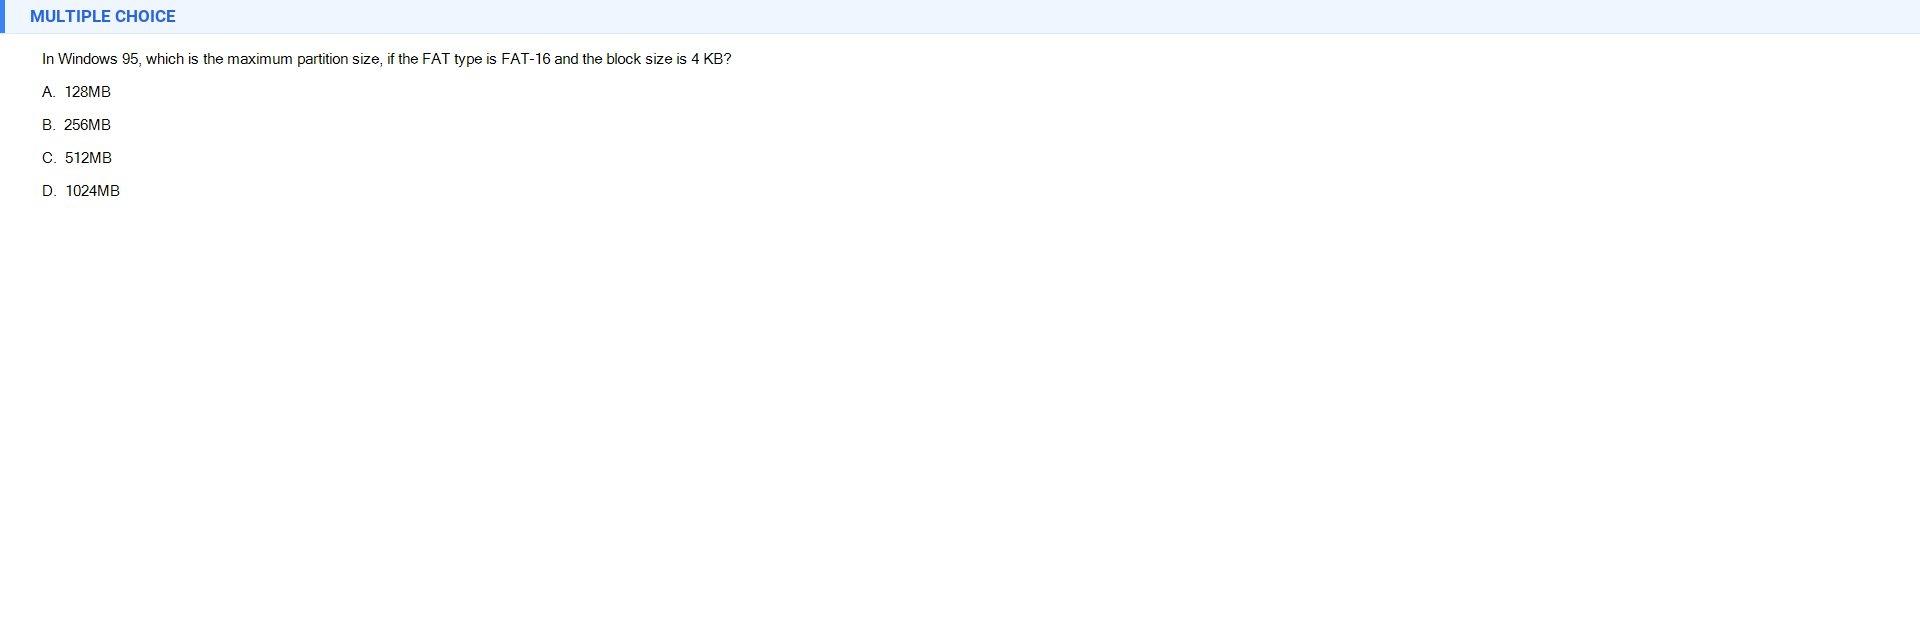 MULTIPLE CHOICE
In Windows 95, which is the maximum partition size, if the FAT type is FAT-16 and the block size is 4 KB?
A. 128MB
B. 256MB
C. 512MB
D. 1024MB